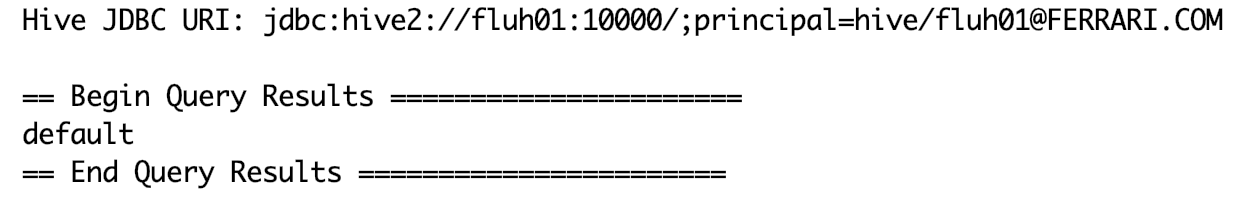 Hive JDBC URI: jdbc:hive2://fluh01:10000/;principal=hive/fluh01@FERRARI.COM
== Begin Query Results ======================
default
== End Query Results =======================